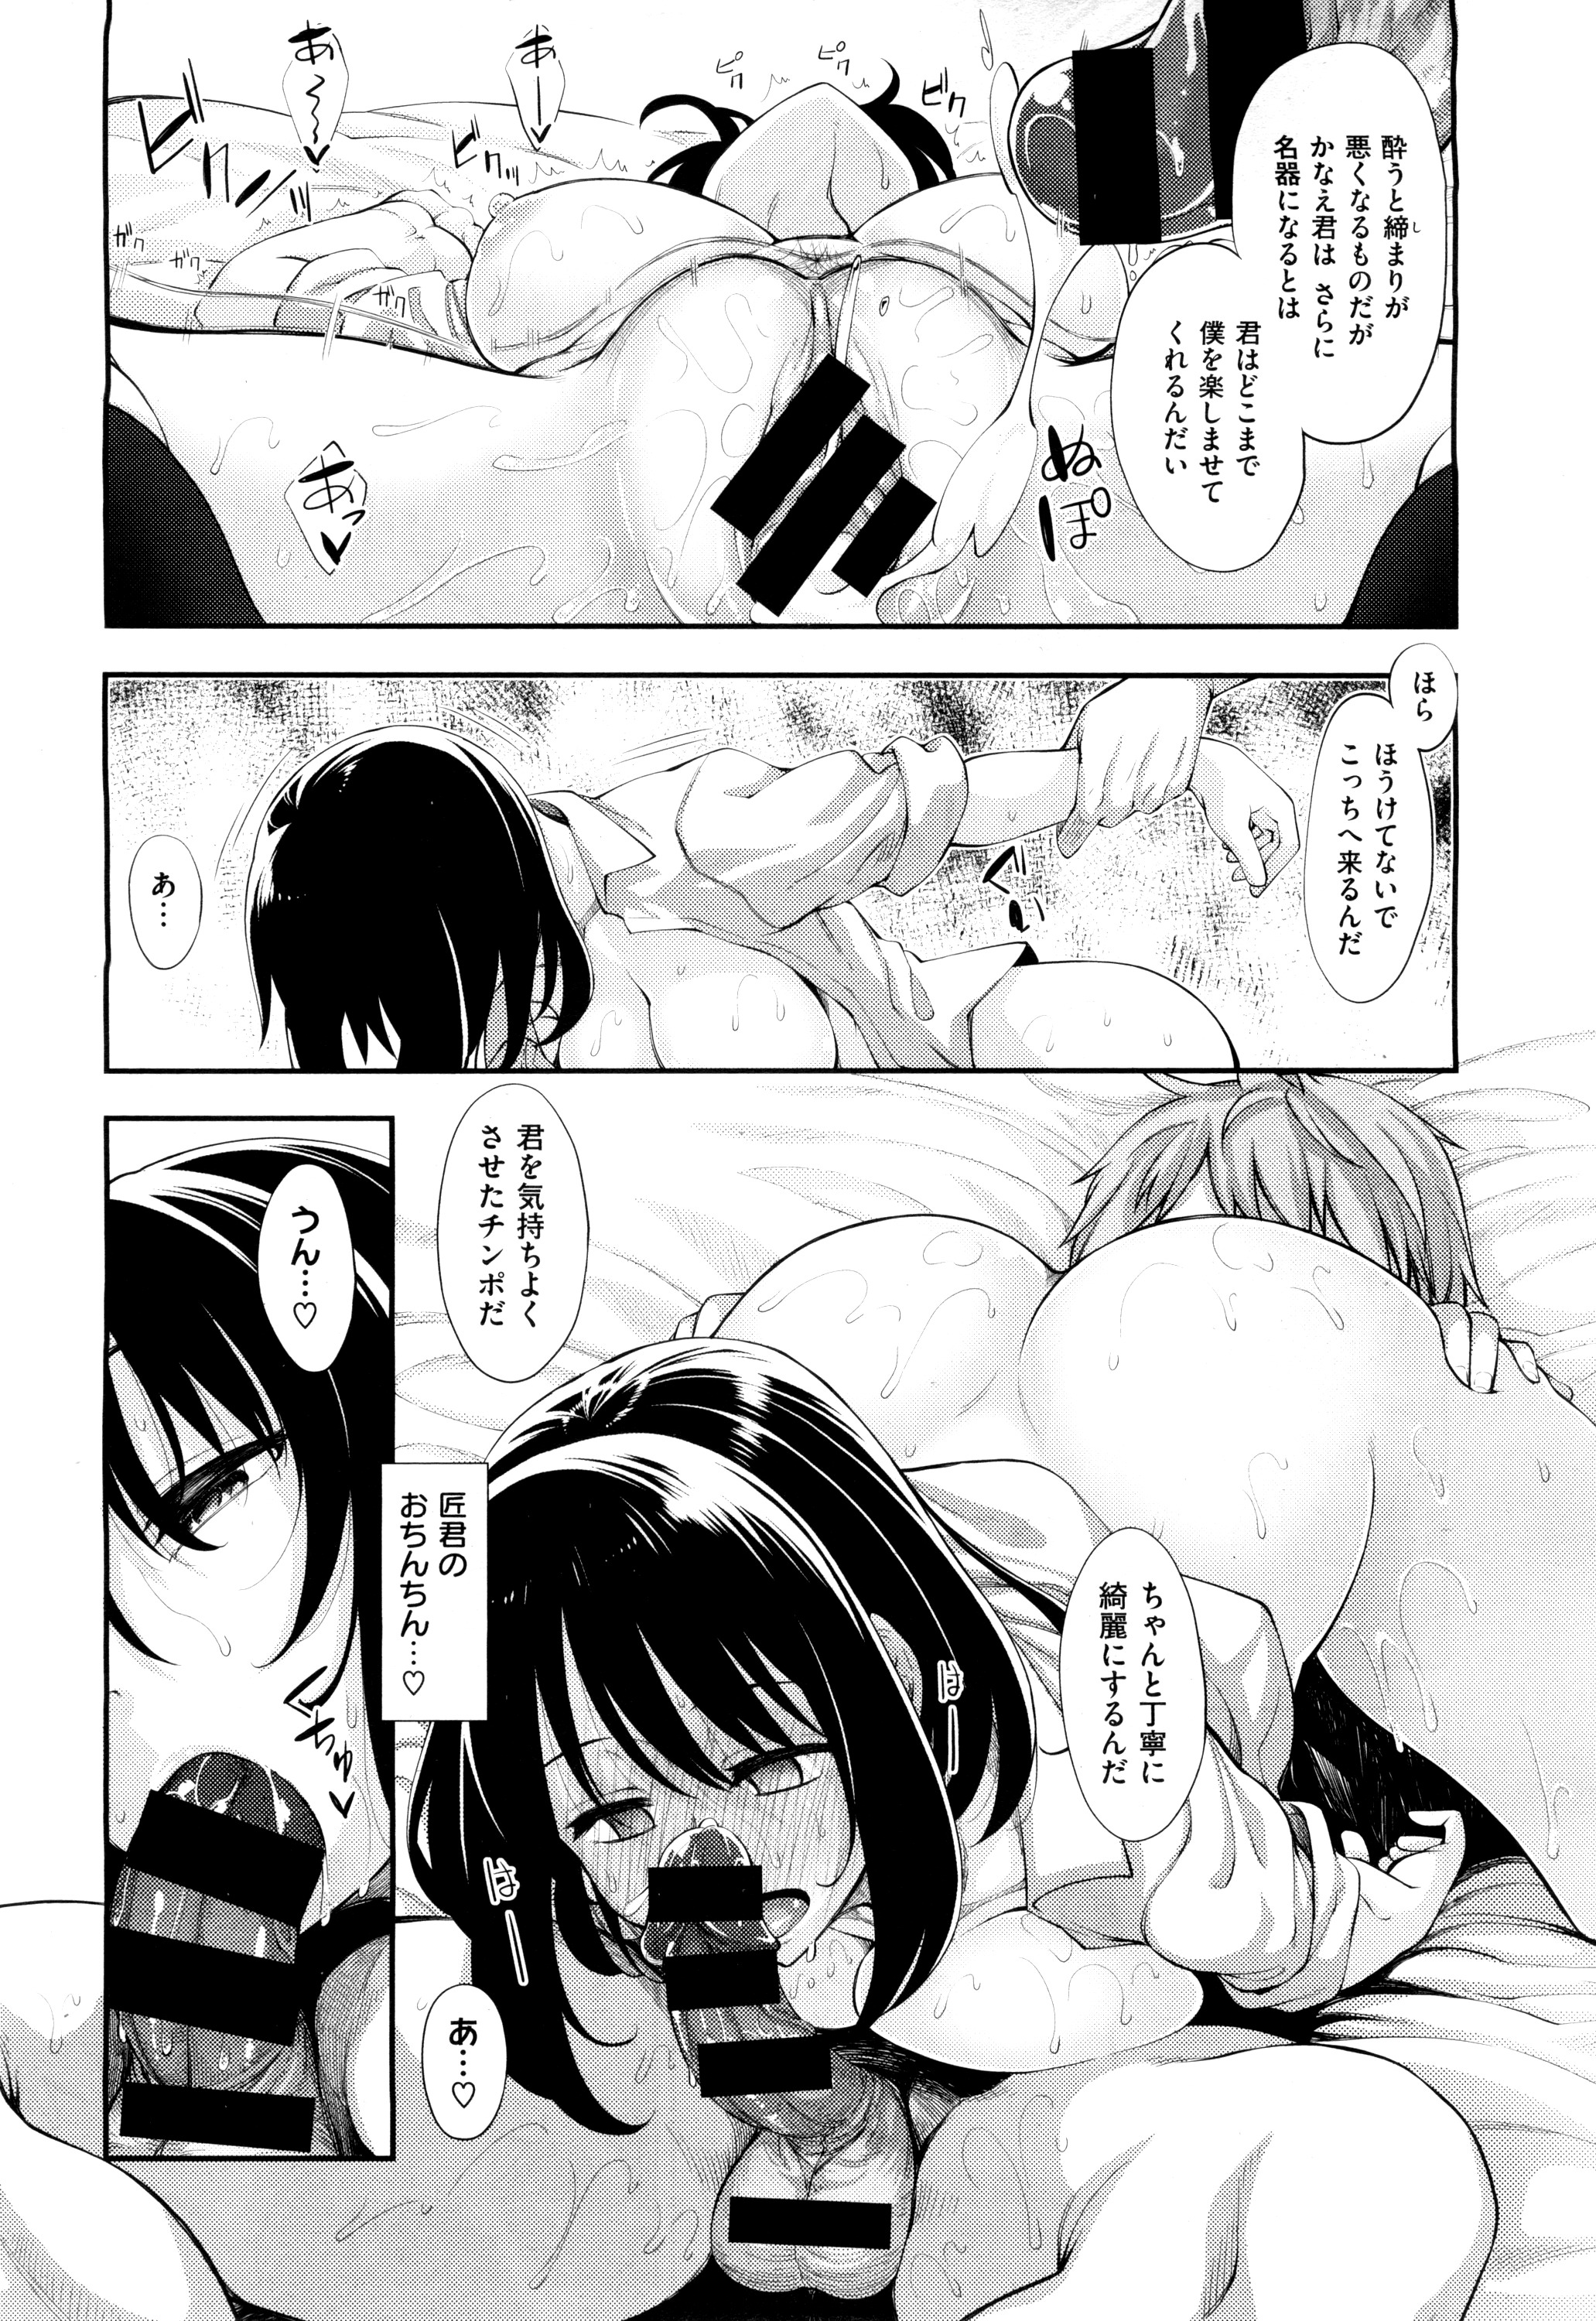 酔うと締まりが
悪くなるものだが
かなえ君は さらに
名器になるとは
君はどこまで
僕を楽しませて
くれるんだい
ピク
ピク
ビク
ビク
ビクッ
あー♥
あ〜〜♥
ガクッ
ガク
ガク
あっ♥
ぬぽ
ほら
ほうけてないで
こっちへ来るんだ
ぐい
あ…
君を気持ちよく
させたチンポだ
ちゃんと丁寧に
綺麗にするんだ
はー
はー
あ…♡
うん…♡
匠君の
おちんちん…♡
ちゅ♥